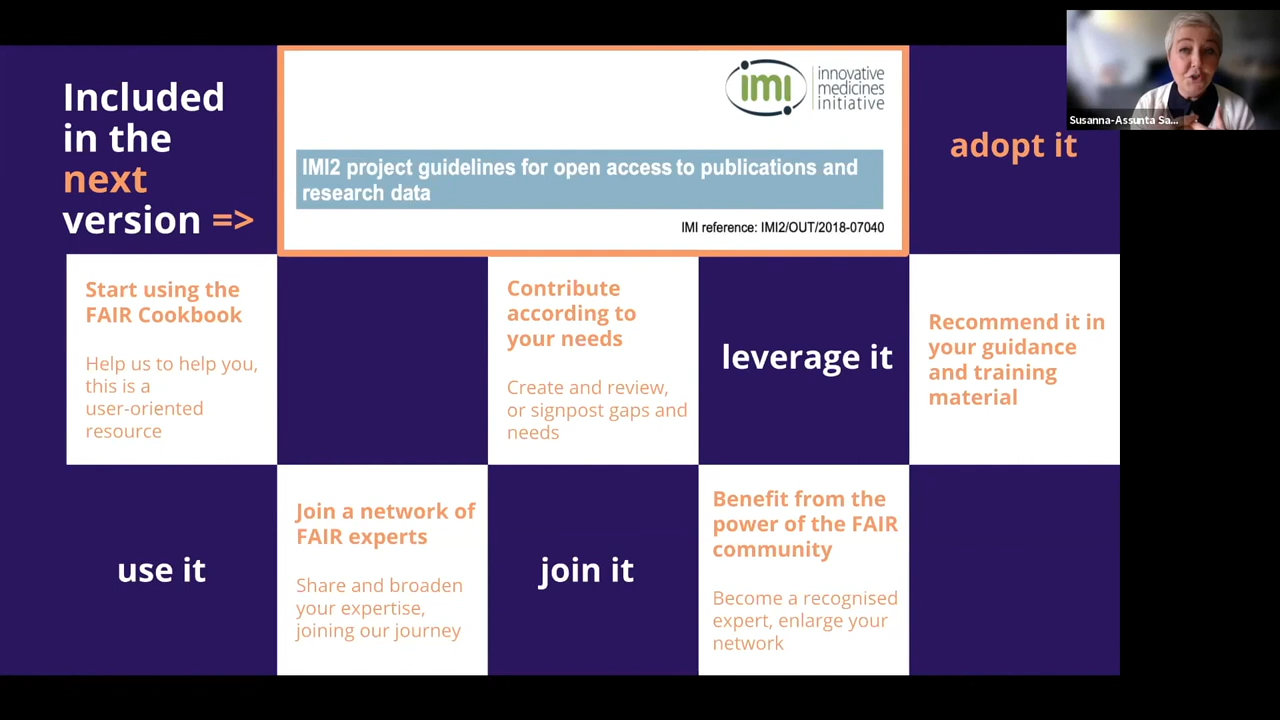 Included
in the
next
version =>
imi
innovative
medicines
initiative
IMI2 project guidelines for open access to publications and
research data
IMI reference: IMI2/OUT/2018-07040
Susanna-Assunta Sa...
adopt it
Start using the
FAIR Cookbook
Help us to help you,
this is a
user-oriented
resource
Contribute
according to
your needs
Create and review,
or signpost gaps and
needs
leverage it
Recommend it in
your guidance
and training
material
use it
Join a network of
FAIR experts
Share and broaden
your expertise,
joining our journey
join it
Benefit from the
power of the FAIR
community
Become a recognised
expert, enlarge your
network